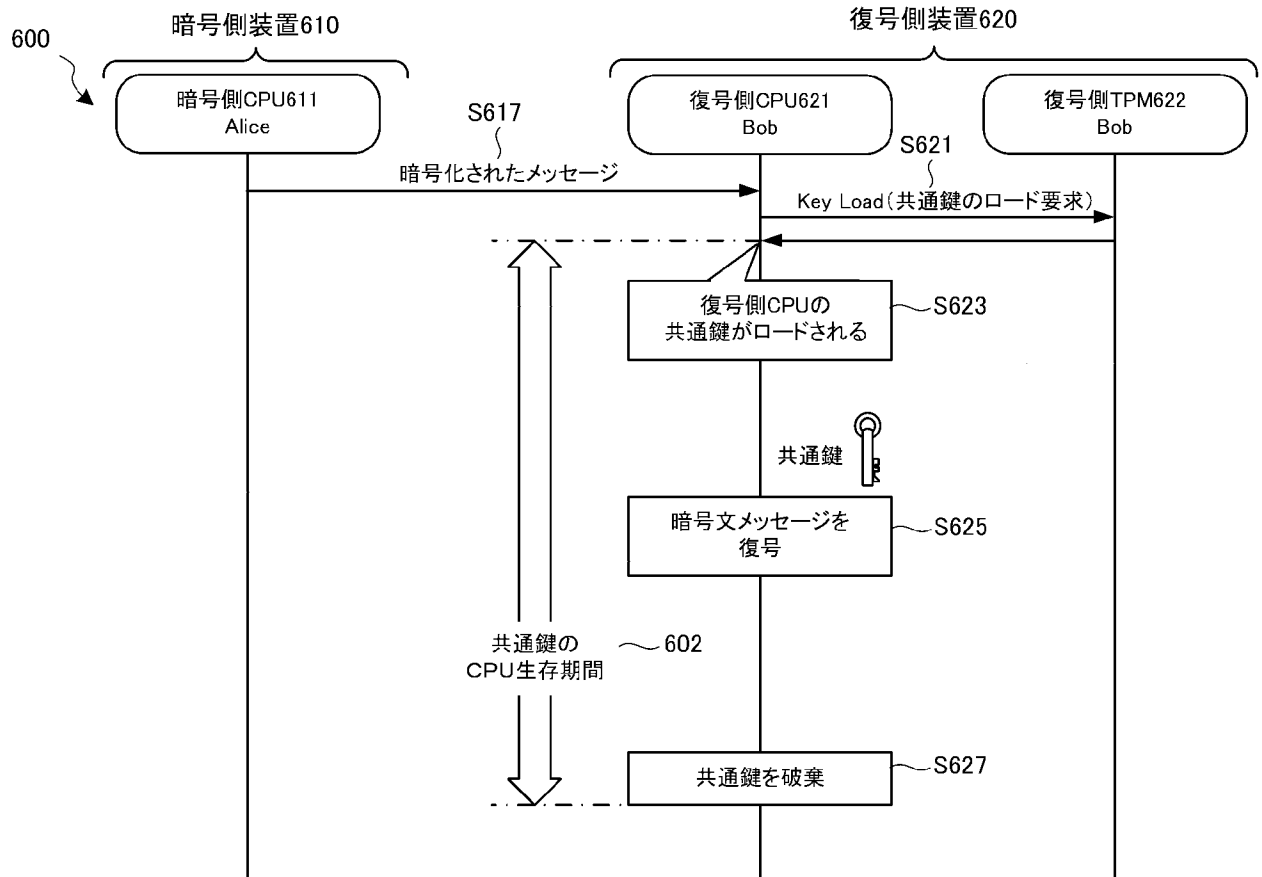 暗号側装置610
復号側装置620
600
暗号側CPU611
Alice
復号側CPU621
Bob
復号側TPM622
Bob
S617
暗号化されたメッセージ
S621
Key Load(共通鍵のロード要求)
復号側CPUの
共通鍵がロードされる
S623
共通鍵
暗号文メッセージを
復号
S625
共通鍵の
CPU生存期間
602
共通鍵を破棄
S627